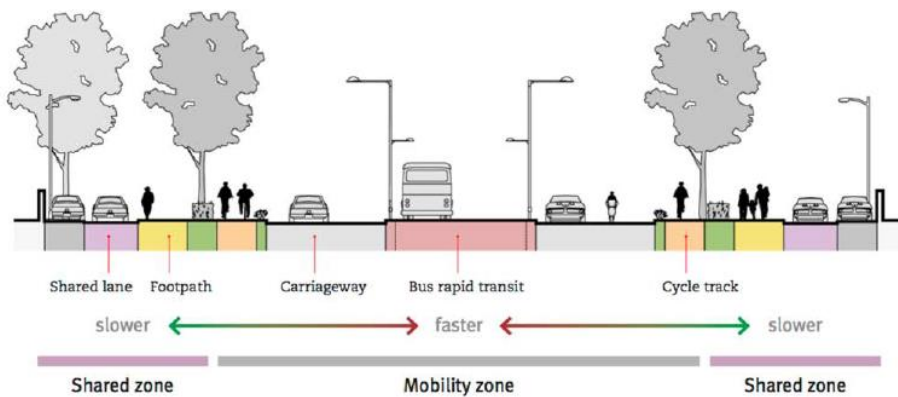 Shared lane
Footpath
Carriageway
Bus rapid transit
Cycle track
slower
faster
slower
Shared zone
Mobility zone
Shared zone